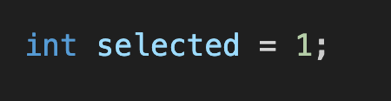 int selected = 1;